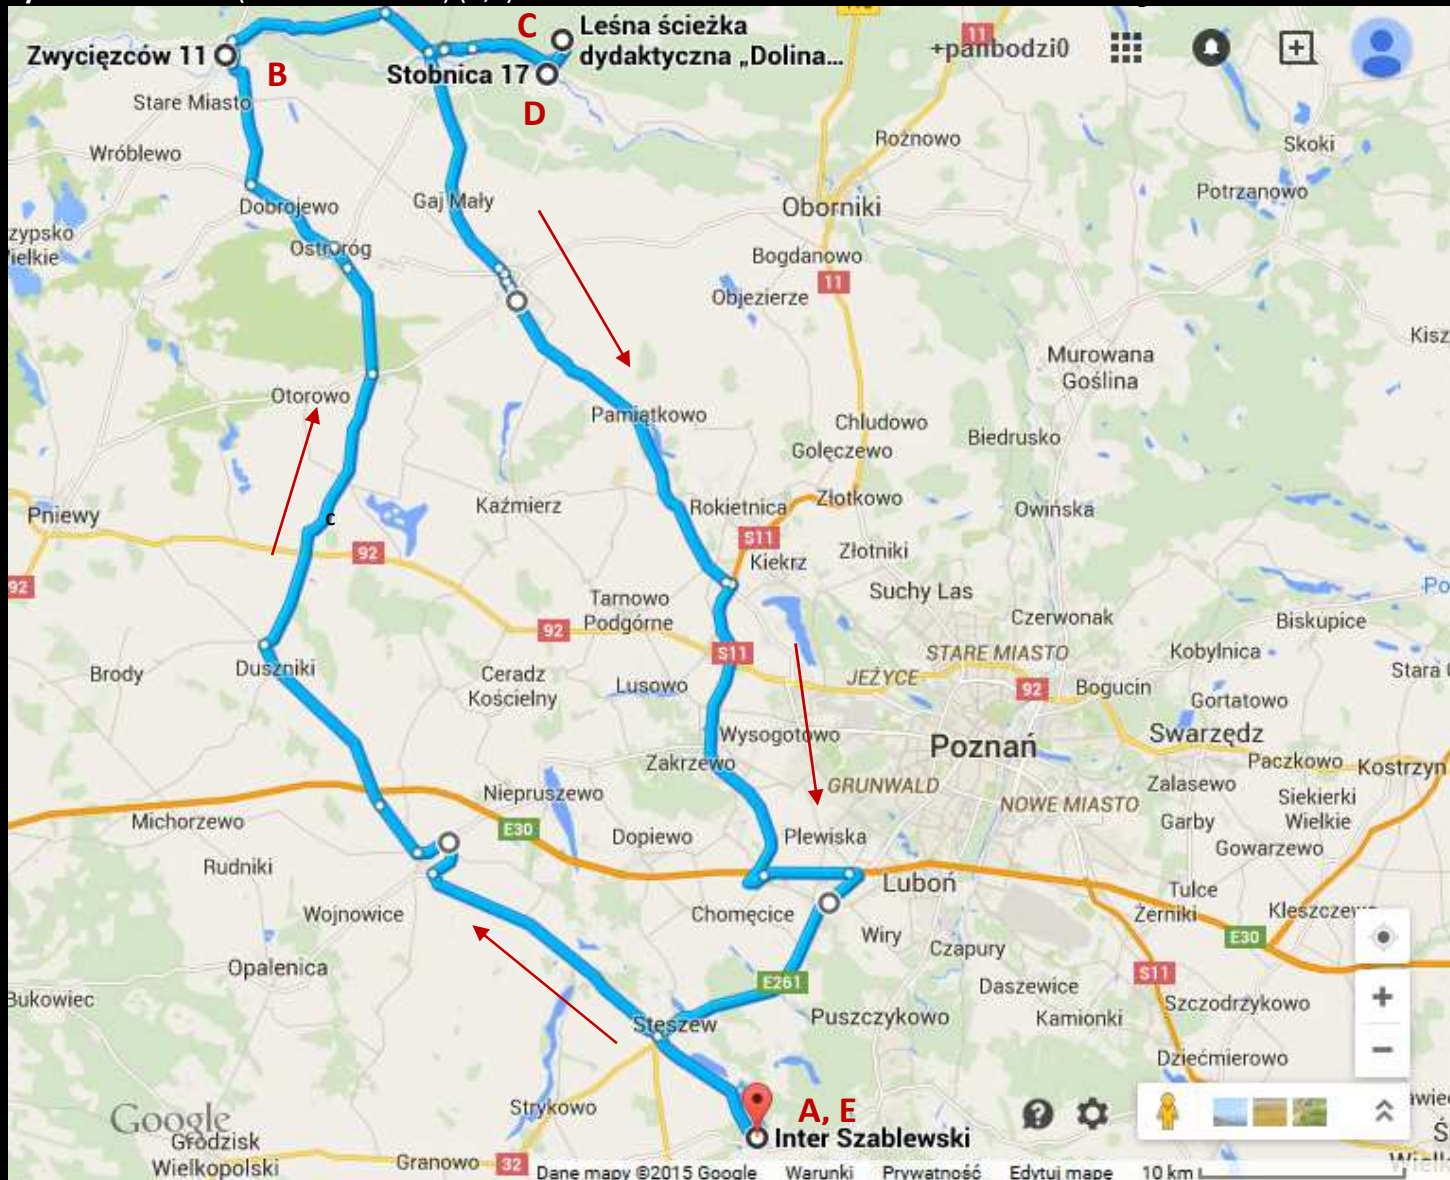 Zwycięzców 11
B
C
Leśna ścieżka
dydaktyczna „Dolina...
Stobnica 17
D
11
+panbodzi0
Stare Miasto
Wróblewo
Rożnowo
Skoki
Dobrojewo
Gaj Mały
Oborniki
Potrzanowo
Ostroróg
Bogdanowo
11
Objezierze
Murowana
Goślina
Otorowo
Pamiątkowo
Chludowo
Golęczewo
Biedrusko
Pniewy
C
Kaźmierz
Rokietnica
Złotkowo
Owińska
92
S11
Kiekrz
Złotniki
92
Tarnowo
Podgórne
Suchy Las
Czerwonak
Biskupice
92
S11
STARE MIASTO
Kobylnica
Brody
Duszniki
Ceradz
Kościelny
Lusowo
JEŻYCE
92
Bogucin
Gortatowo
Wysogotowo
Poznań
Swarzędz
Zakrzewo
Paczkowo
Kostrzyn
Niepruszewo
GRUNWALD
NOWE MIASTO
Zalasewo
Siekierki
Wielkie
Michorzewo
E30
Dopiewo
Plewiska
Garby
Gowarzewo
Rudniki
Luboń
Tulce
Wojnowice
Chomęcice
Żerniki
Kleszczewo
Wiry
Czapury
E30
Opalenica
E261
Daszewice
S11
Bukowiec
Stęszew
Puszczykowo
Kamionki
Szczodrzykowo
Dziećmierowo
Strykowo
A, E
Google
Inter Szablewski
Grodzisk
Wielkopolski
Granowo
32
Dane mapy ©2015 Google
Warunki
Prywatność
Edytuj mapę
10 km